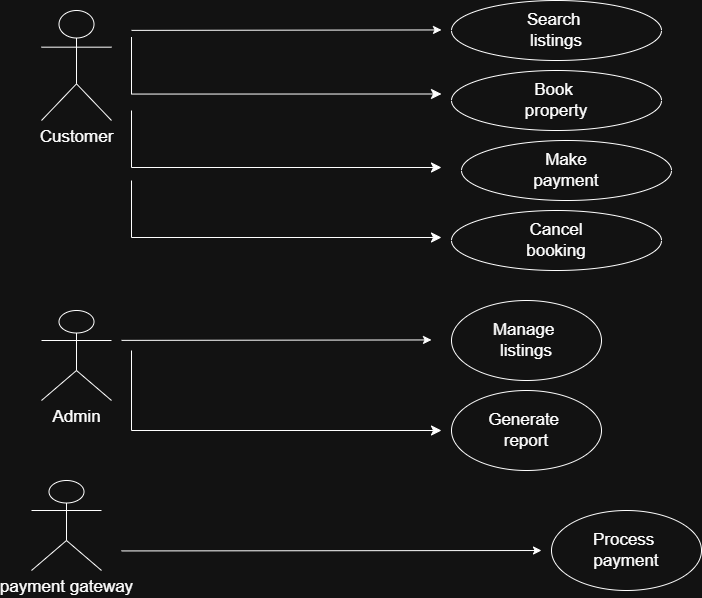 Search
listings
Book
property
Customer
Make
payment
Cancel
booking
Manage
listings
Admin
Generate
report
Process
payment
payment gateway